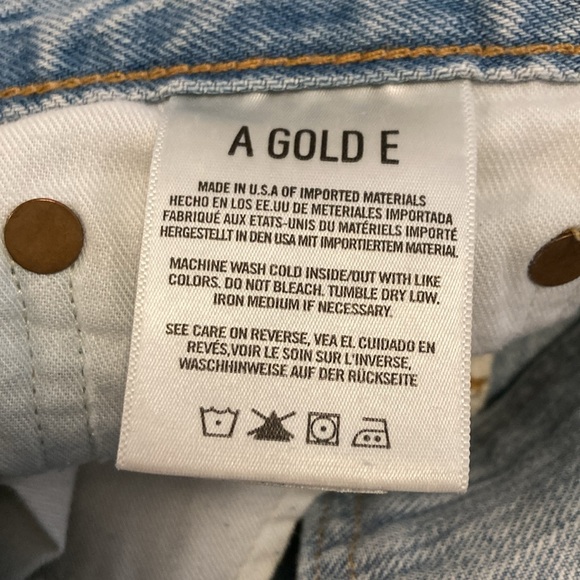 A GOLD E
MADE IN U.S.A OF IMPORTED MATERIALS
HECHO EN LOS EE.UU DE METERIALES IMPORTADA
FABRIQUÉ AUX ETATS-UNIS DU MATÉRIELS IMPORTÉ
HERGESTELLT IN DEN USA MIT IMPORTIERTEM MATERIAL
MACHINE WASH COLD INSIDE/OUT WITH LIKE
COLORS. DO NOT BLEACH. TUMBLE DRY LOW.
IRON MEDIUM IF NECESSARY.
SEE CARE ON REVERSE, VEA EL CUIDADO EN
REVÉS,VOIR LE SOIN SUR L'INVERSE,
WASCHHINWEISE AUF DER RÜCKSEITE